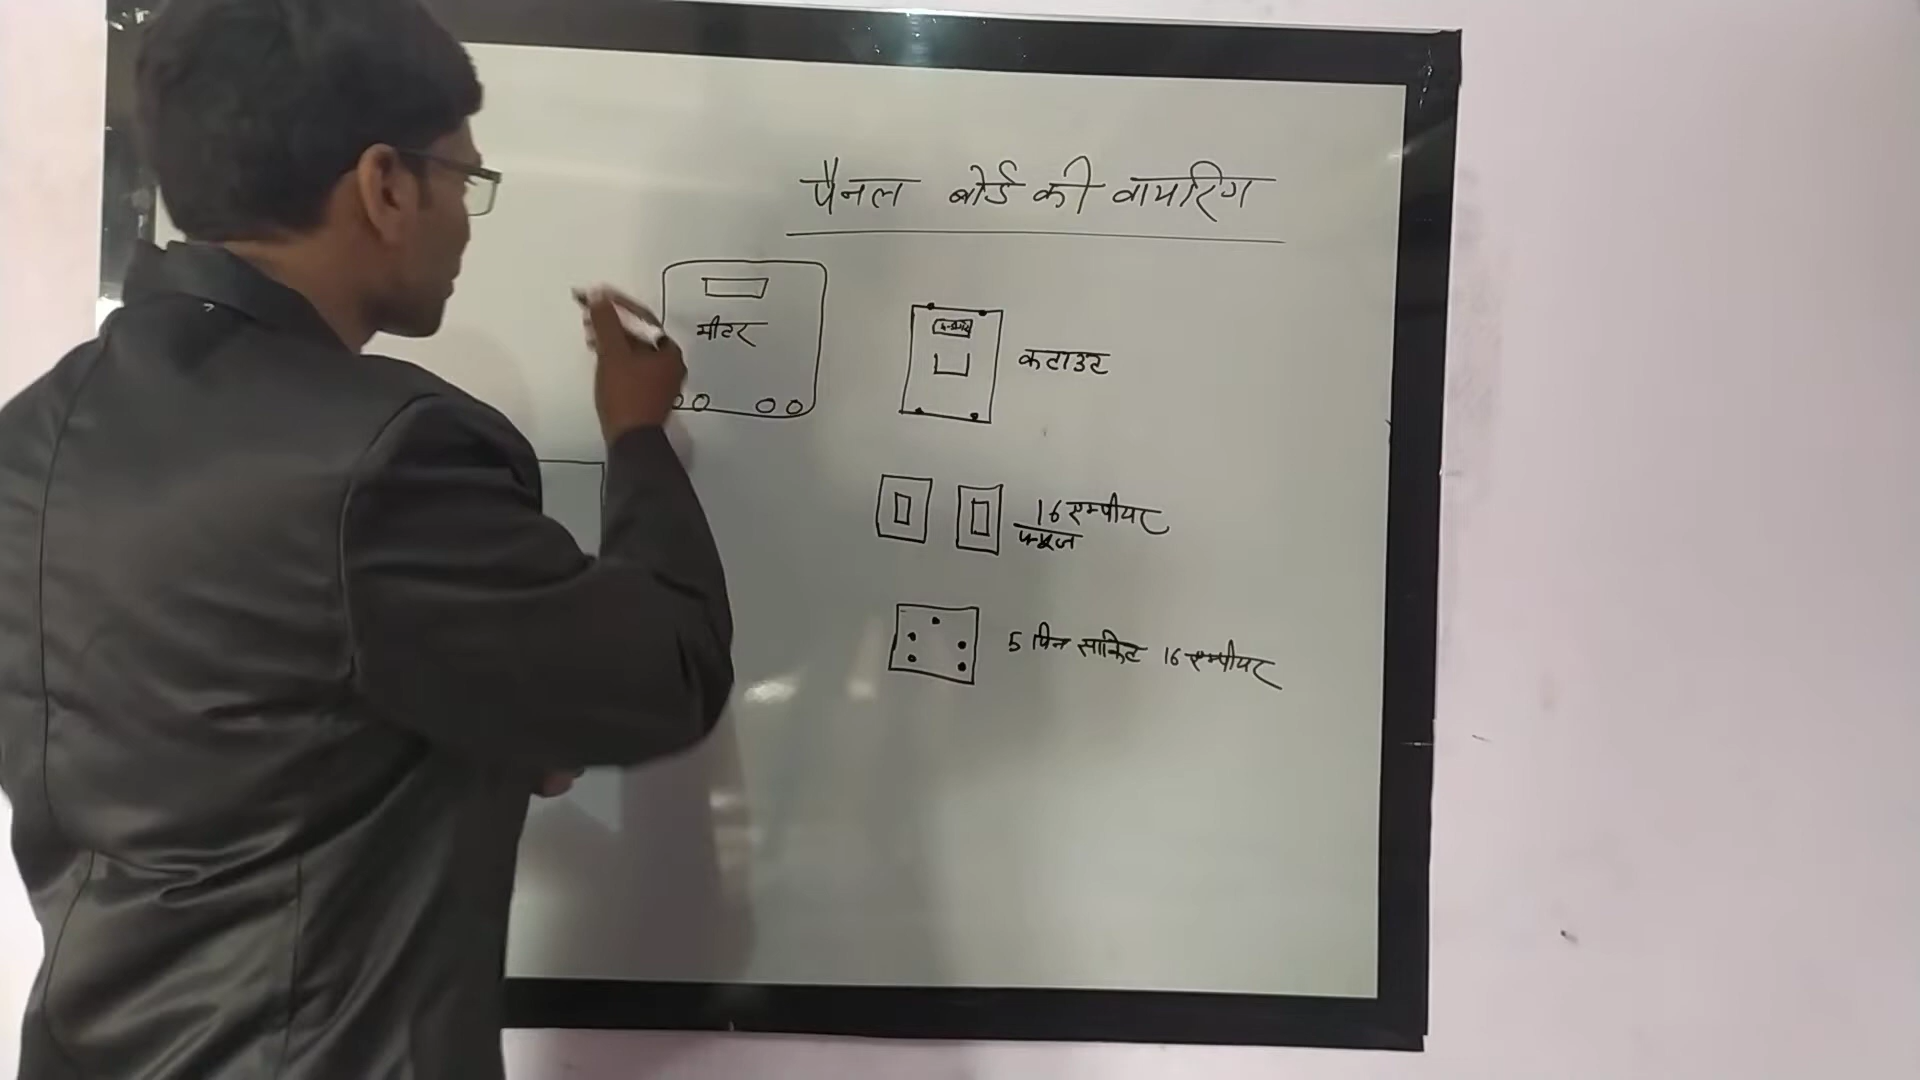 पैनल बोर्ड की वायरिंग
मीटर
कटाउट
16 एम्पीयर
फ्यूज
5 पिन साकिट 16 एम्पीयर